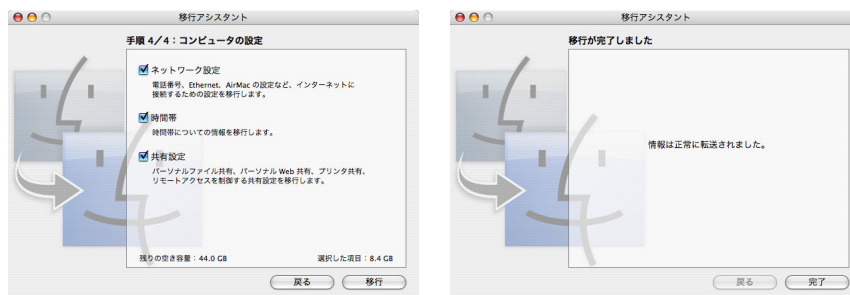 移行アシスタント
手順 4/4：コンピュータの設定
ネットワーク設定
電話番号、Ethernet、AirMac の設定など、インターネットに
接続するための設定を移行します。
時間帯
時間帯についての情報を移行します。
共有設定
パーソナルファイル共有、パーソナル Web 共有、プリンタ共有、
リモートアクセスを制御する共有設定を移行します。
残りの空き容量：44.0 GB
選択した項目：8.4 GB
戻る
移行
移行アシスタント
移行が完了しました
情報は正常に転送されました。
戻る
完了